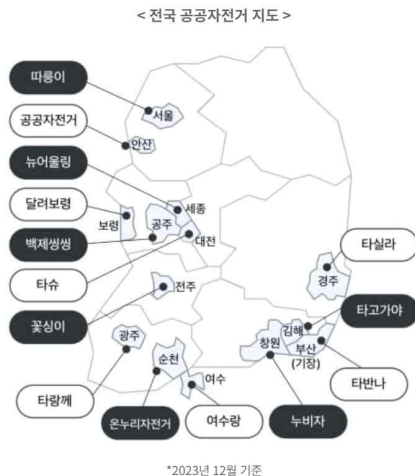 < 전국 공공자전거 지도 >
따릉이
서울
공공자전거
안산
뉴어울링
세종
달려보령
보령
공주
백제씽씽
대전
타슈
타실라
경주
꽃싱이
전주
타고가야
김해
광주
순천
창원
부산
(기장)
여수
타반나
타랑께
온누리자전거
여수랑
누비자
*2023년 12월 기준